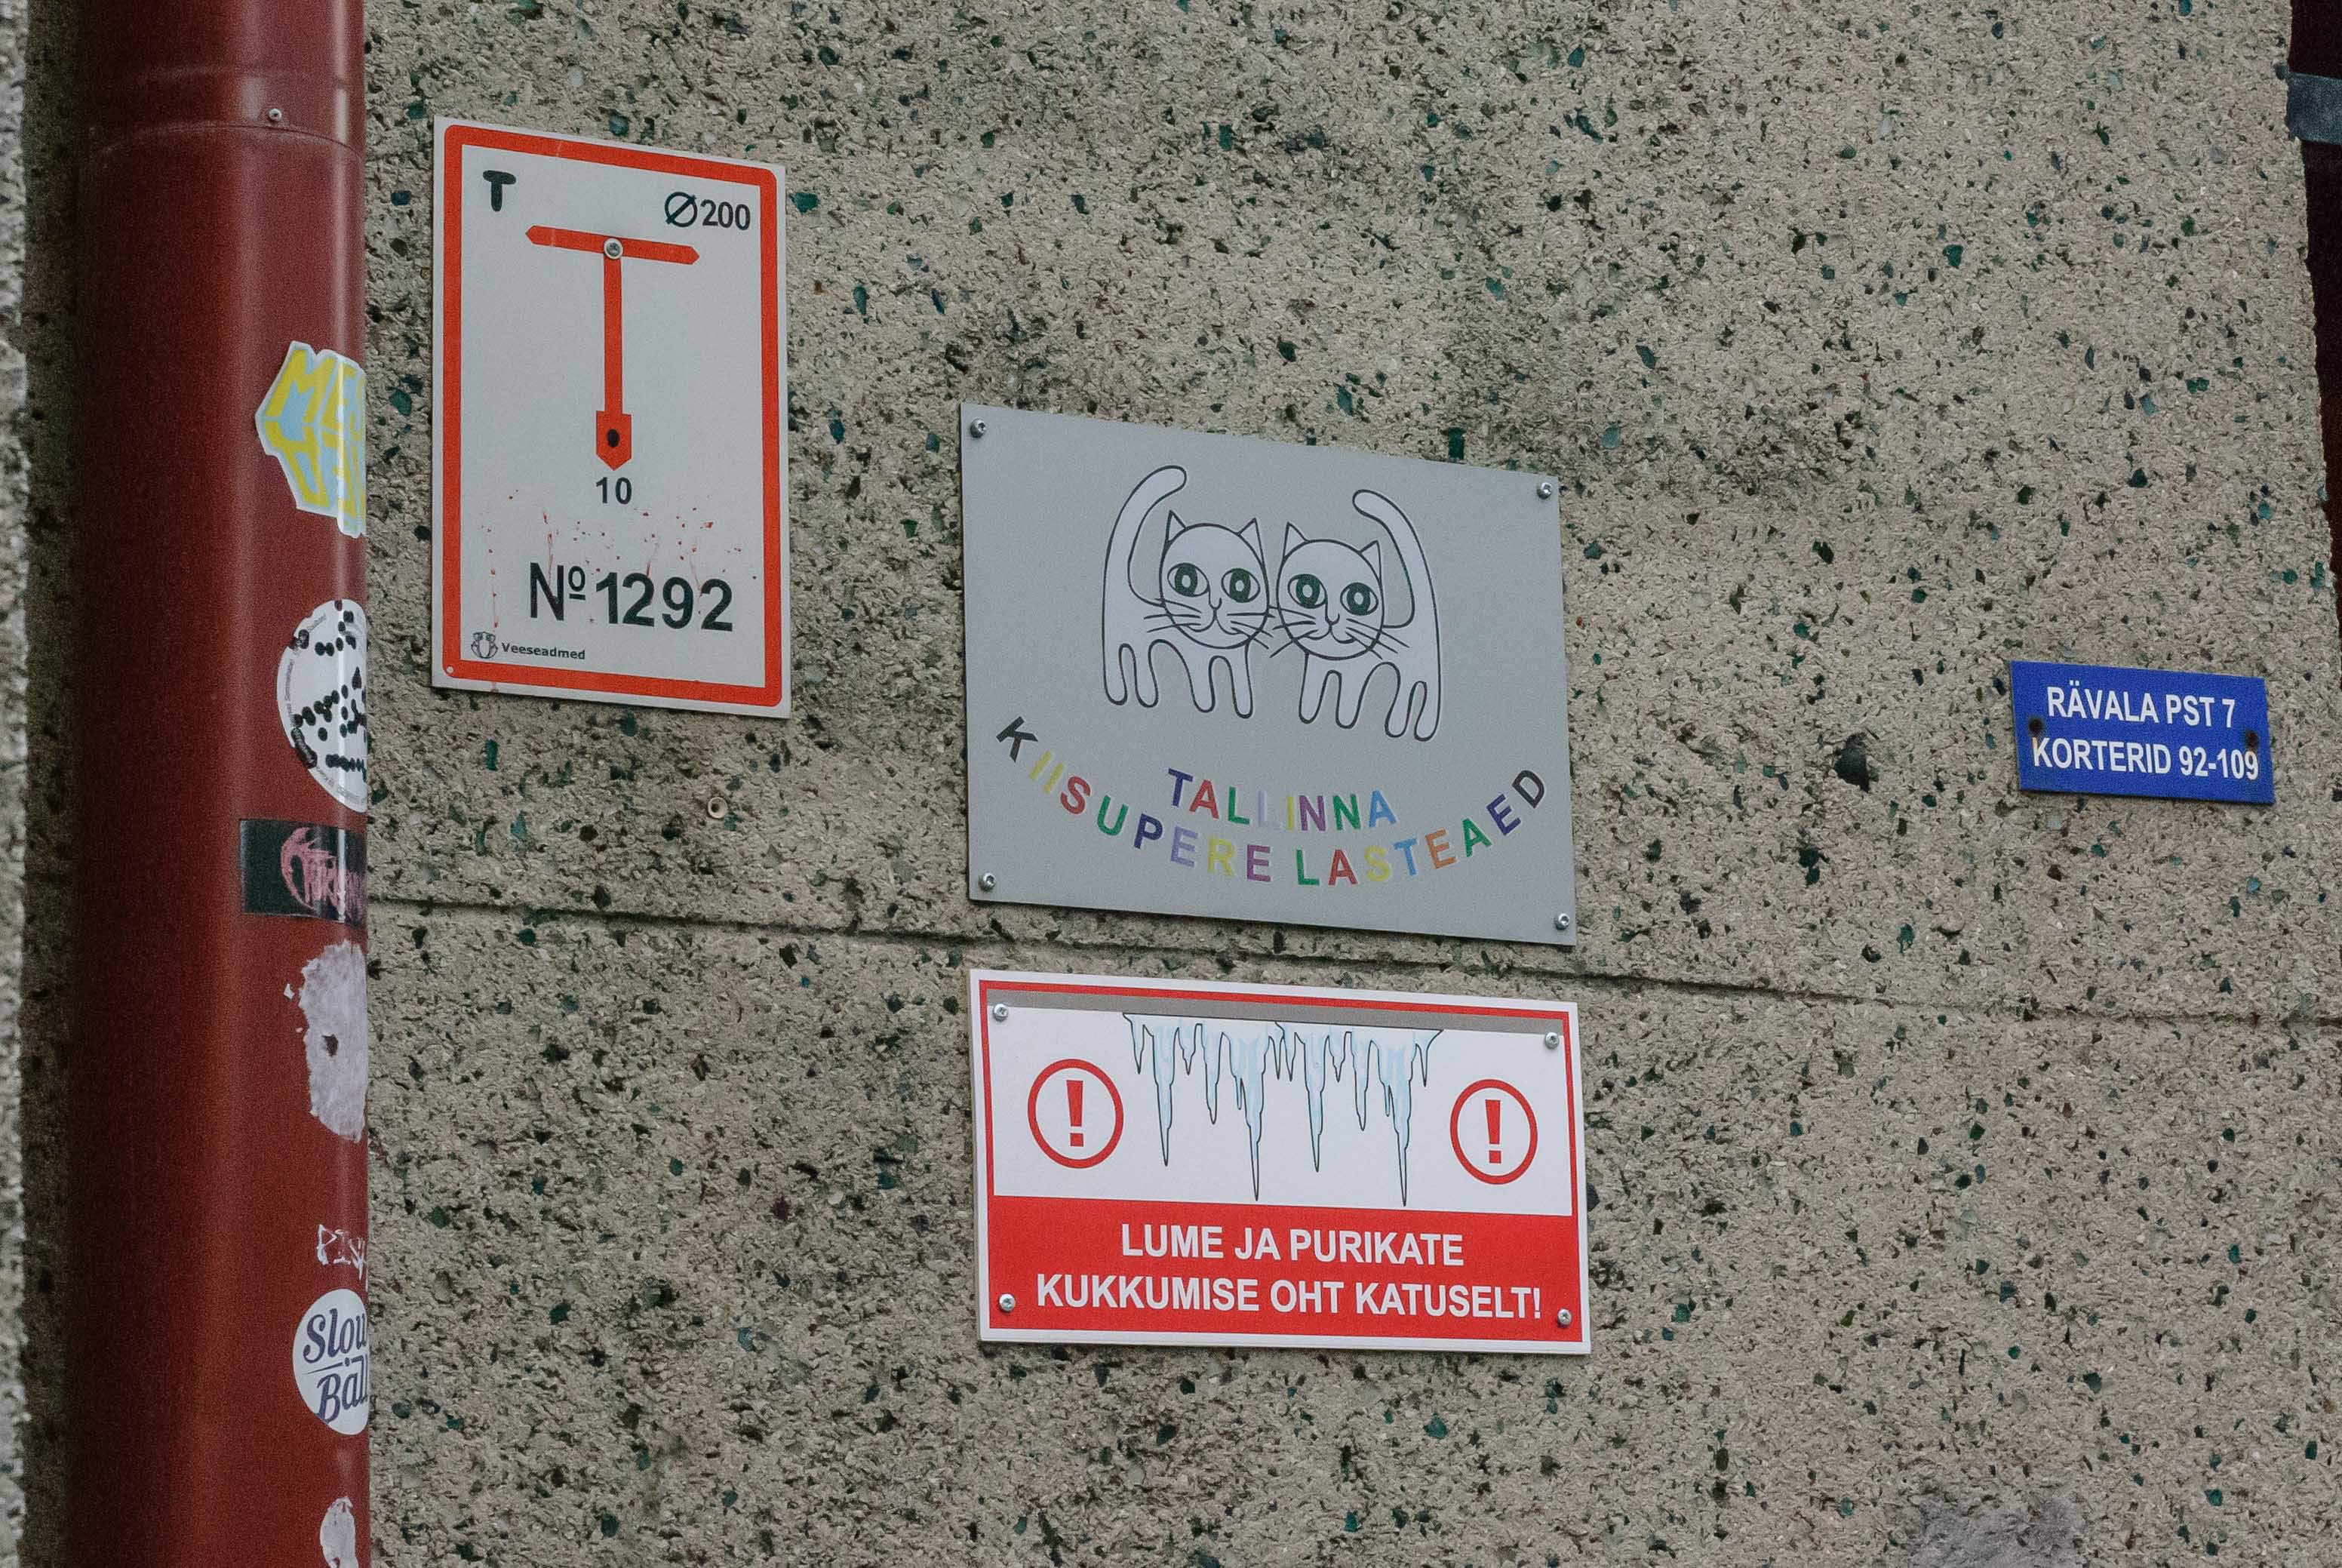 T
Ø200
10
Nº1292
Veeseadmed
TALLINNA
KIISUPERE LASTEAED
RÄVALA PST 7
KORTERID 92-109
LUME JA PURIKATE
KUKKUMISE OHT KATUSELT!
Slow